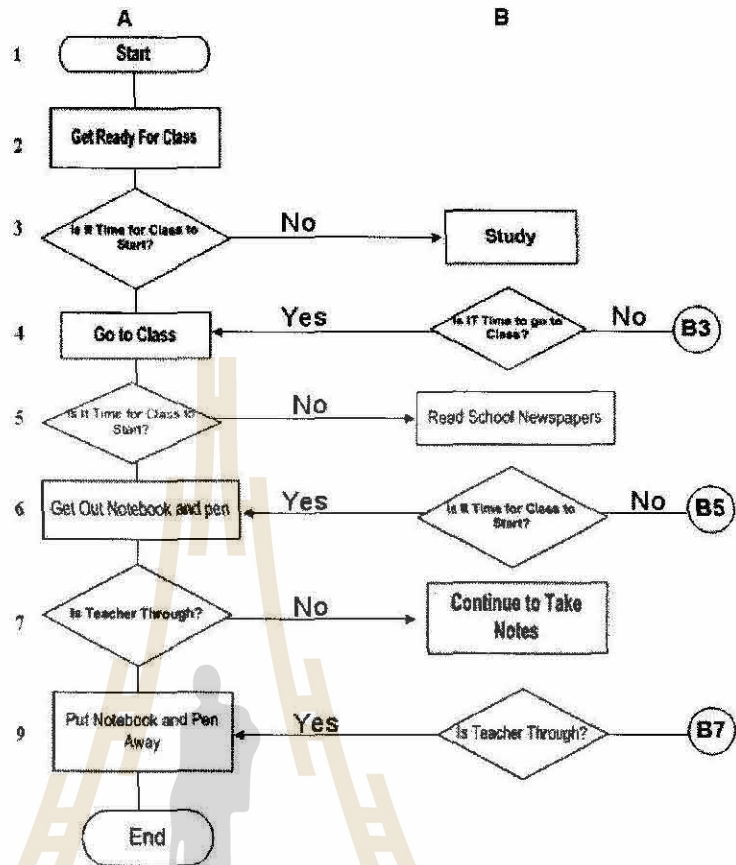 A
B
1
Start
2
Get Ready For Class
3
Is It Time for Class to
Start?
No
Study
4
Go to Class
Yes
Is IT Time to go to
Class?
No
B3
5
Is It Time for Class to
Start?
No
Read School Newspapers
6
Get Out Notebook and pen
Yes
Is It Time for Class to
Start?
No
B5
7
Is Teacher Through?
No
Continue to Take
Notes
9
Put Notebook and Pen
Away
Yes
Is Teacher Through?
B7
End